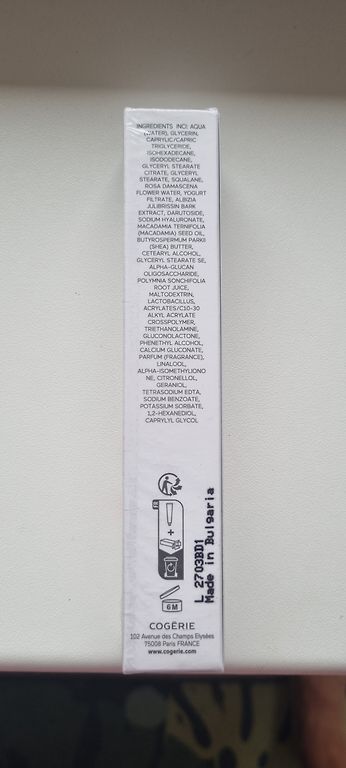 INGREDIENTS INCI: AQUA
(WATER), GLYCERIN,
CAPRYLIC/CAPRIC
TRIGLYCERIDE,
ISOHEXADECANE,
ISODODECANE,
GLYCERYL STEARATE
CITRATE, GLYCERYL
STEARATE, SQUALANE,
ROSA DAMASCENA
FLOWER WATER, YOGURT
FILTRATE, ALBIZIA
JULIBRISSIN BARK
EXTRACT, DARUTOSIDE,
SODIUM HYALURONATE,
MACADAMIA TERNIFOLIA
(MACADAMIA) SEED OIL,
BUTYROSPERMUM PARKII
(SHEA) BUTTER,
CETEARYL ALCOHOL,
GLYCERYL STEARATE SE,
ALPHA-GLUCAN
OLIGOSACCHARIDE,
POLYMNIA SONCHIFOLIA
ROOT JUICE,
MALTODEXTRIN,
LACTOBACILLUS,
ACRYLATES/C10-30
ALKYL ACRYLATE
CROSSPOLYMER,
TRIETHANOLAMINE,
GLUCONOLACTONE,
PHENETHYL ALCOHOL,
CALCIUM GLUCONATE,
PARFUM (FRAGRANCE),
LINALOOL,
ALPHA-ISOMETHYLIONO
NE, CITRONELLOL,
GERANIOL,
TETRASODIUM EDTA,
SODIUM BENZOATE,
POTASSIUM SORBATE,
1,2-HEXANEDIOL,
CAPRYLYL GLYCOL
FR
+
L 2703BD1
Made in Bulgaria
6 M
COGĒRIE
102 Avenue des Champs Elysées
75008 Paris FRANCE
www.cogerie.com